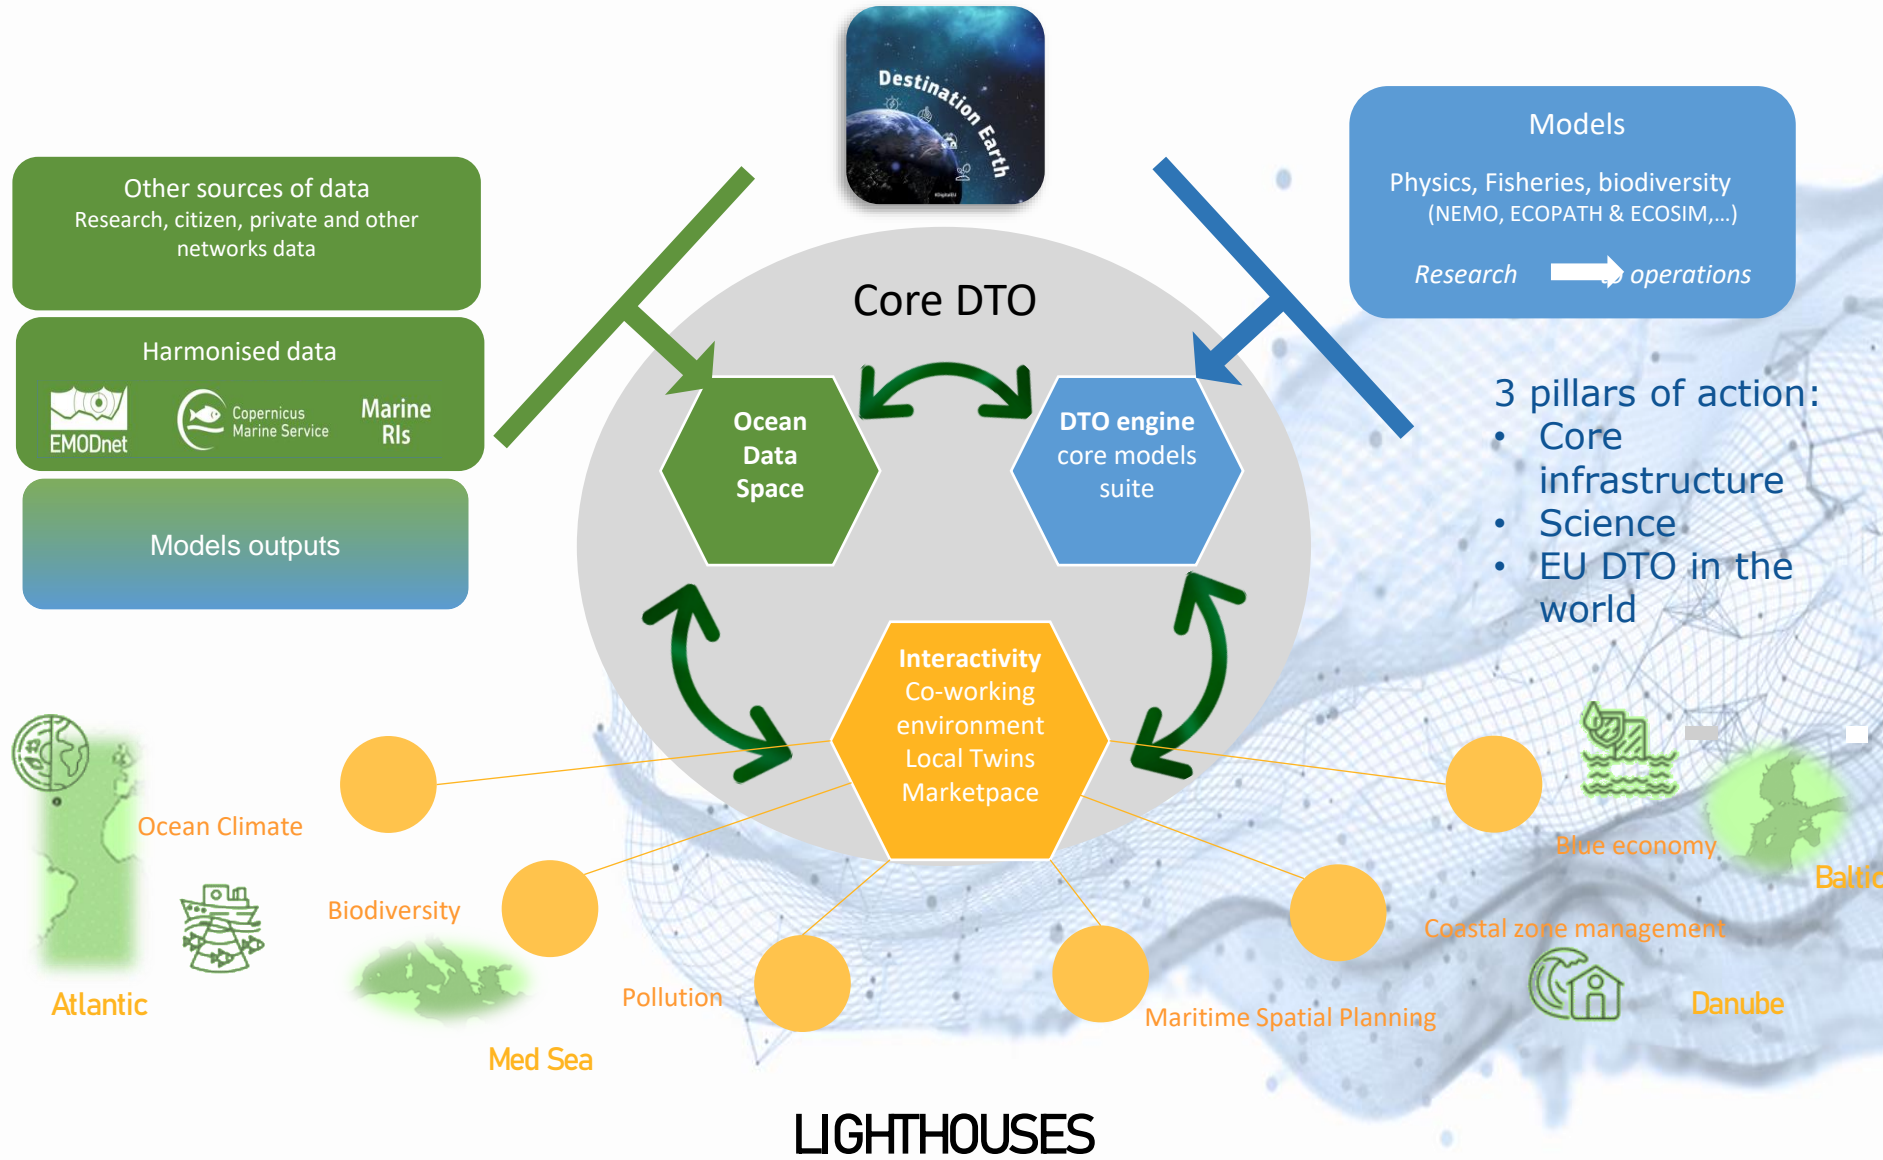 Destination Earth
#DigitalEU
Other sources of data
Research, citizen, private and other
networks data
Harmonised data
EMODnet
Copernicus
Marine Service
Marine
RIs
Models outputs
Core DTO
Models
Physics, Fisheries, biodiversity
(NEMO, ECOPATH & ECOSIM,...)
Research to operations
Ocean
Data
Space
DTO engine
core models
suite
3 pillars of action:
• Core
infrastructure
• Science
• EU DTO in the
world
Interactivity
Co-working
environment
Local Twins
Marketpace
Ocean Climate
Biodiversity
Pollution
Maritime Spatial Planning
Coastal zone management
Blue economy
Atlantic
Med Sea
Danube
Baltic
LIGHTHOUSES